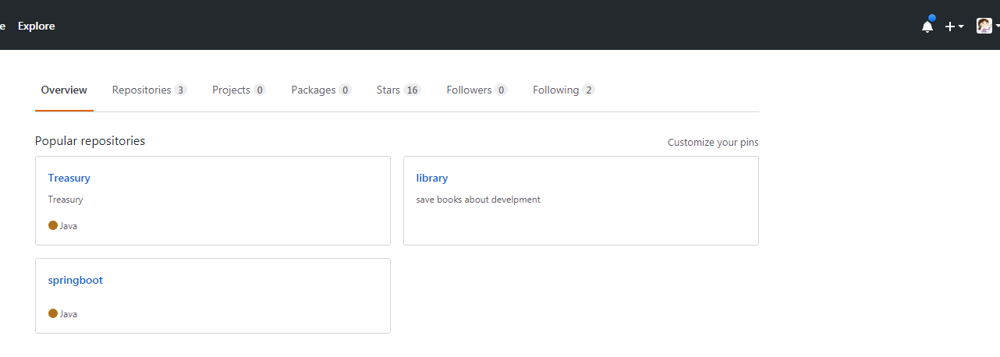 e Explore
Overview Repositories 3 Projects 0 Packages 0 Stars 16 Followers 0 Following 2
Popular repositories Customize your pins
Treasury
Treasury
Java
library
save books about develpment
springboot
Java